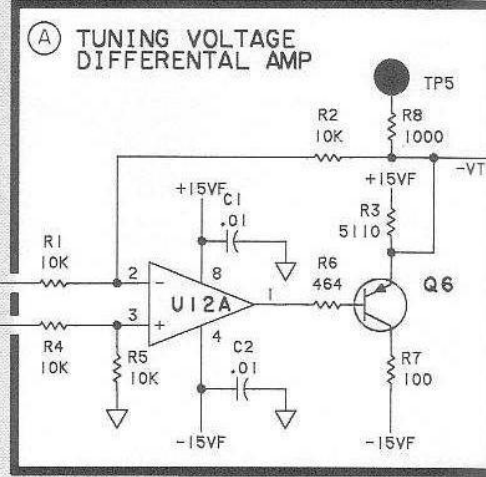 A TUNING VOLTAGE
DIFFERENTAL AMP
TP5
R2
10K
R8
1000
-VT
+15VF
C1
.01
+15VF
R3
5110
R1
10K
2
-
8
U12A
1
R6
464
Q6
3
+
4
R4
10K
R5
10K
C2
.01
R7
100
-15VF
-15VF